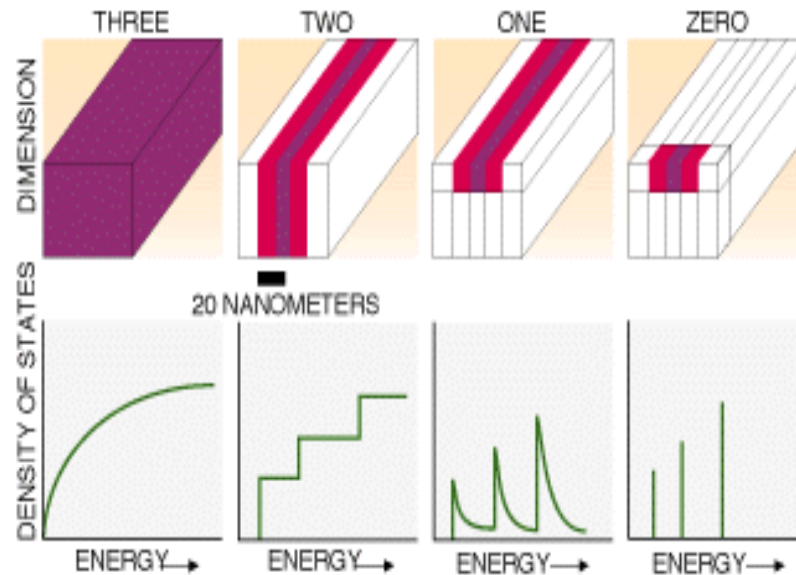 THREE
TWO
ONE
ZERO
DIMENSION
20 NANOMETERS
DENSITY OF STATES
ENERGY
ENERGY
ENERGY
ENERGY